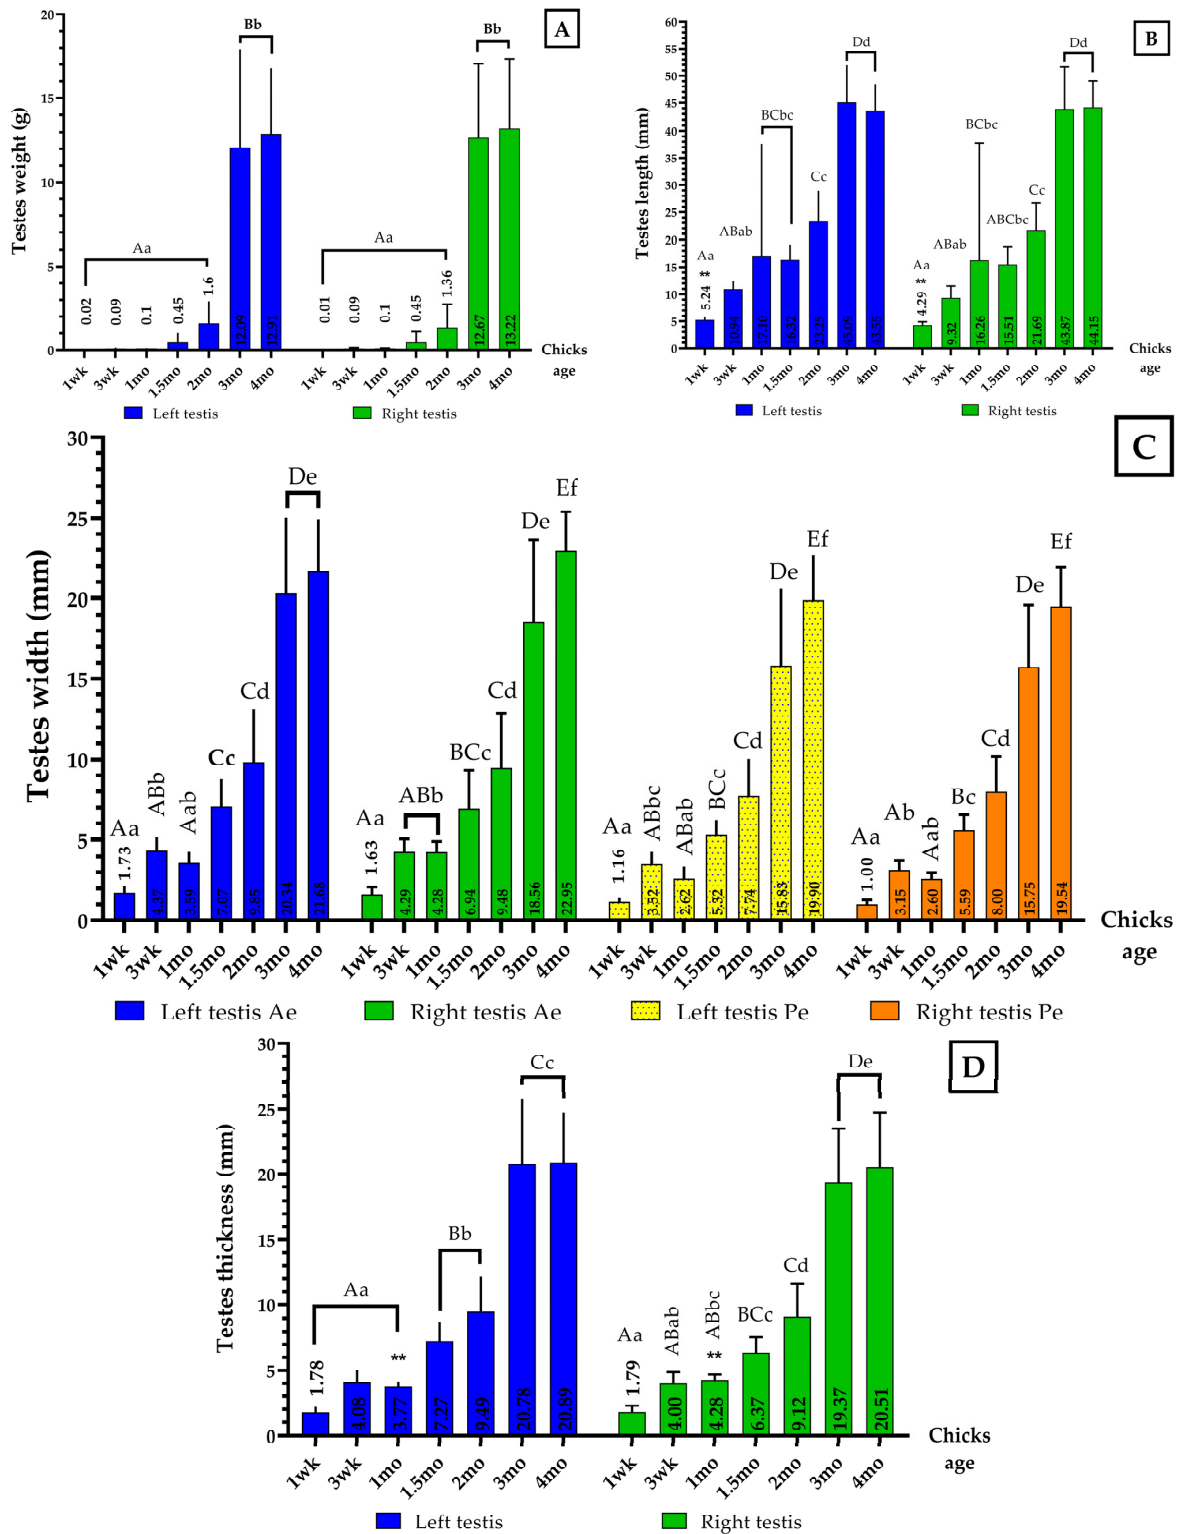 A
Testes weight (g)
20
15
10
5
0
Aa
Bb
Aa
Bb
0.02
0.09
0.1
0.45
1.6
12.09
12.91
0.01
0.09
0.1
0.45
1.36
12.67
13.22
1wk
3wk
1mo
1.5mo
2mo
3mo
4mo
1wk
3wk
1mo
1.5mo
2mo
3mo
4mo
Chicks
age
Left testis
Right testis
B
Testes length (mm)
60
55
50
45
40
35
30
25
20
15
10
5
0
Aa
**
ABab
BCbc
Cc
Dd
Aa
**
ABab
BCbc
ABCbc
Cc
Dd
5.24
10.94
17.10
16.32
23.25
45.09
43.55
4.29
9.32
16.26
15.51
21.69
43.87
44.15
1wk
3wk
1mo
1.5mo
2mo
3mo
4mo
1wk
3wk
1mo
1.5mo
2mo
3mo
4mo
Chicks
age
Left testis
Right testis
C
Testes width (mm)
30
25
20
15
10
5
0
Aa
ABb
Aab
Cc
Cd
De
Aa
ABb
BCc
Cd
De
Ef
Aa
ABbc
ABab
BCc
Cd
De
Ef
Aa
Ab
Aab
Bc
Cd
De
Ef
1.73
4.37
3.59
7.07
9.85
20.34
21.68
1.63
4.29
4.28
6.94
9.48
18.56
22.95
1.16
3.52
2.62
5.32
7.74
15.83
19.90
1.00
3.15
2.60
5.59
8.00
15.75
19.54
1wk
3wk
1mo
1.5mo
2mo
3mo
4mo
1wk
3wk
1mo
1.5mo
2mo
3mo
4mo
1wk
3wk
1mo
1.5mo
2mo
3mo
4mo
1wk
3wk
1mo
1.5mo
2mo
3mo
4mo
Chicks
age
Left testis Ae
Right testis Ae
Left testis Pe
Right testis Pe
D
Testes thickness (mm)
30
25
20
15
10
5
0
Aa
**
Bb
Cc
Aa
ABab
**
ABbc
BCc
Cd
De
1.78
4.08
3.77
7.27
9.49
20.78
20.89
1.79
4.00
4.28
6.37
9.12
19.37
20.51
1wk
3wk
1mo
1.5mo
2mo
3mo
4mo
1wk
3wk
1mo
1.5mo
2mo
3mo
4mo
Chicks
age
Left testis
Right testis